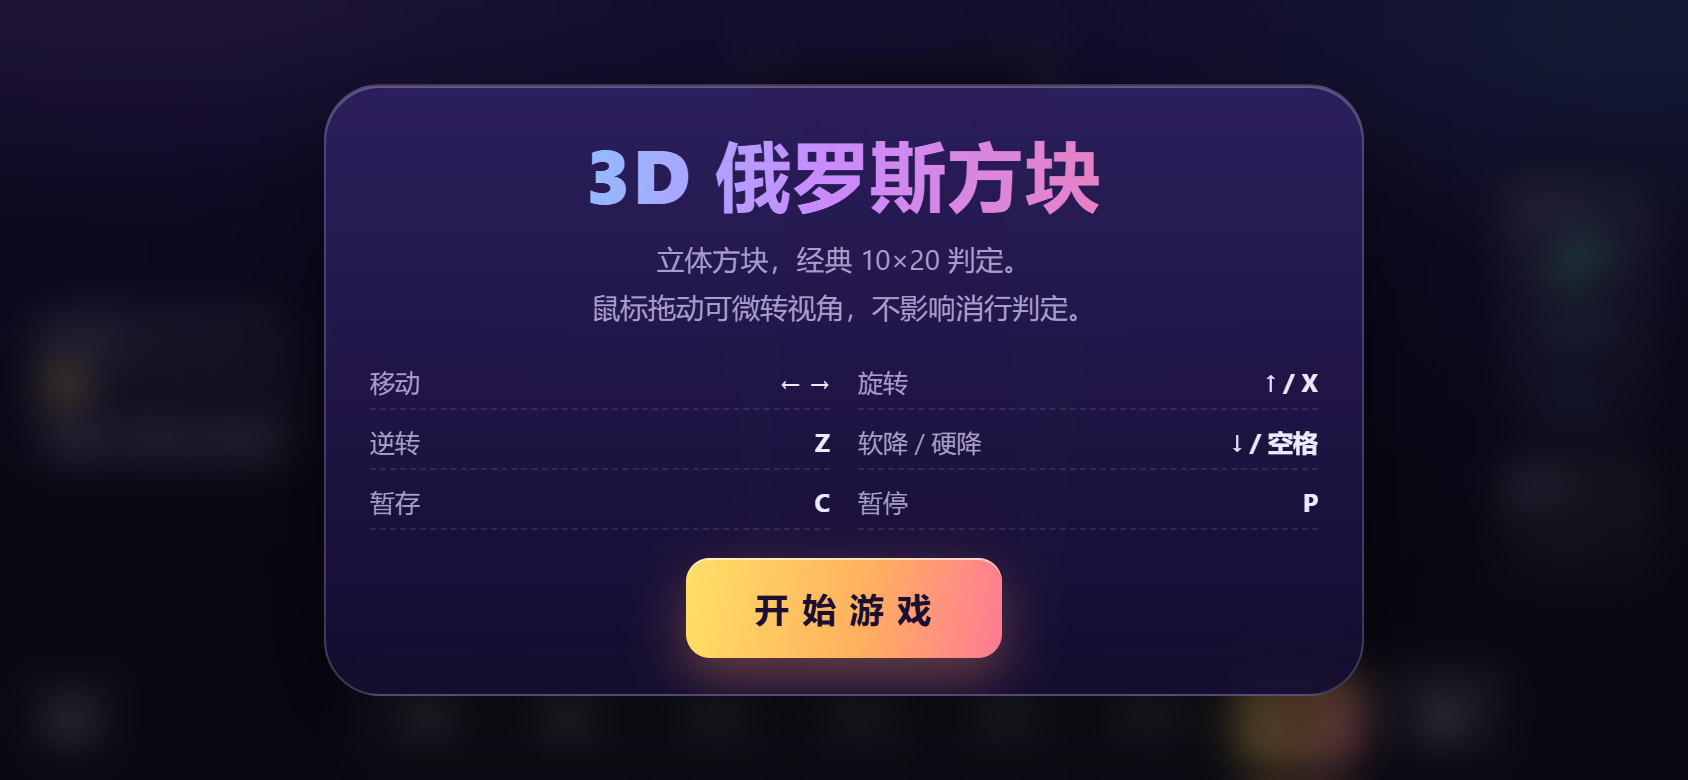 3D 俄罗斯方块
立体方块，经典 10×20 判定。
鼠标拖动可微转视角，不影响消行判定。
移动 ← → 旋转 ↑ / X
逆转 Z 软降 / 硬降 ↓ / 空格
暂存 C 暂停 P
开始游戏